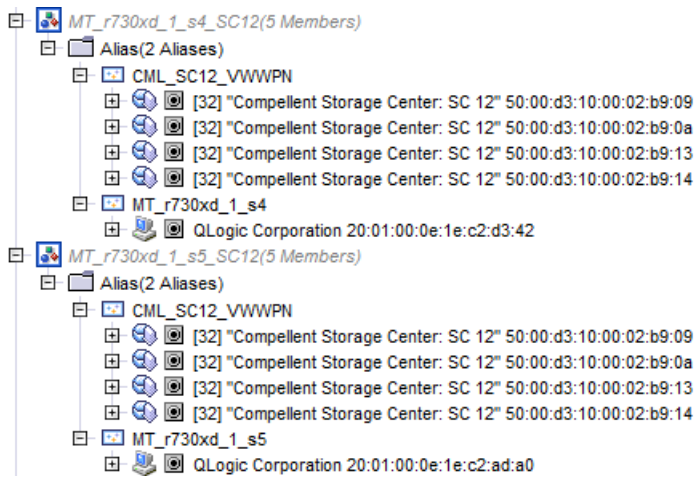 MT_r730xd_1_s4_SC12(5 Members)
Alias(2 Aliases)
CML_SC12_VWWPN
[32] "Compellent Storage Center: SC 12" 50:00:d3:10:00:02:b9:09
[32] "Compellent Storage Center: SC 12" 50:00:d3:10:00:02:b9:0a
[32] "Compellent Storage Center: SC 12" 50:00:d3:10:00:02:b9:13
[32] "Compellent Storage Center: SC 12" 50:00:d3:10:00:02:b9:14
MT_r730xd_1_s4
QLogic Corporation 20:01:00:0e:1e:c2:d3:42
MT_r730xd_1_s5_SC12(5 Members)
Alias(2 Aliases)
CML_SC12_VWWPN
[32] "Compellent Storage Center: SC 12" 50:00:d3:10:00:02:b9:09
[32] "Compellent Storage Center: SC 12" 50:00:d3:10:00:02:b9:0a
[32] "Compellent Storage Center: SC 12" 50:00:d3:10:00:02:b9:13
[32] "Compellent Storage Center: SC 12" 50:00:d3:10:00:02:b9:14
MT_r730xd_1_s5
QLogic Corporation 20:01:00:0e:1e:c2:ad:a0